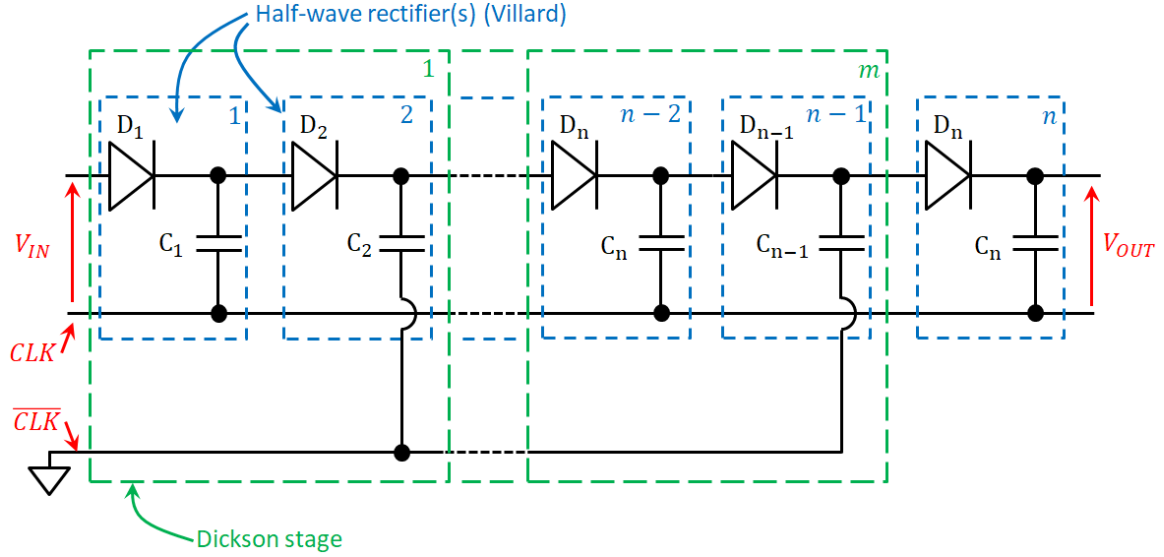 Half-wave rectifier(s) (Villard)
1
m
1
2
n − 2
n − 1
n
D1
D2
Dn
Dn−1
Dn
C1
C2
Cn
Cn−1
Cn
VIN
VOUT
CLK
C̅L̅K̅
Dickson stage